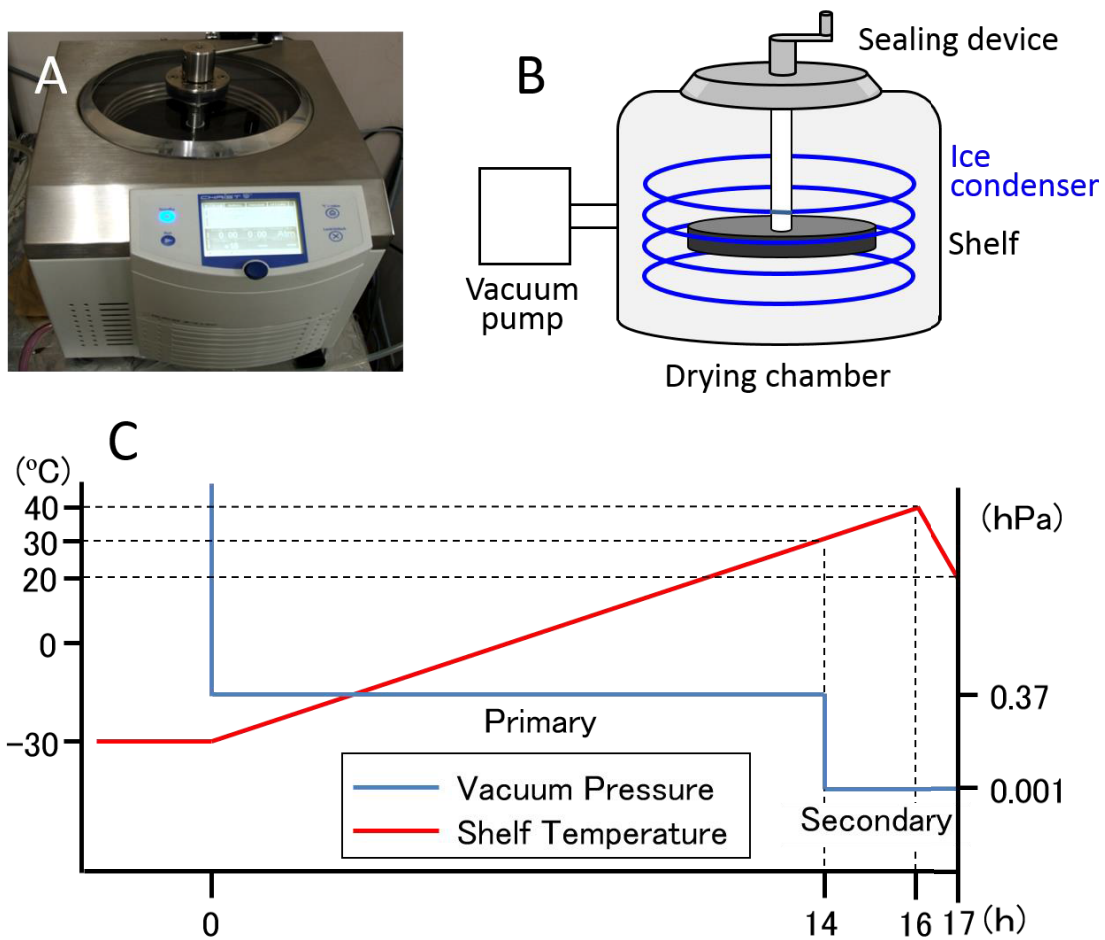 A
B
Sealing device
Ice
condenser
Shelf
Vacuum
pump
Drying chamber
C
(ºC)
40
30
20
0
-30
(hPa)
0.37
0.001
Primary
Secondary
Vacuum Pressure
Shelf Temperature
0
14
16
17
(h)